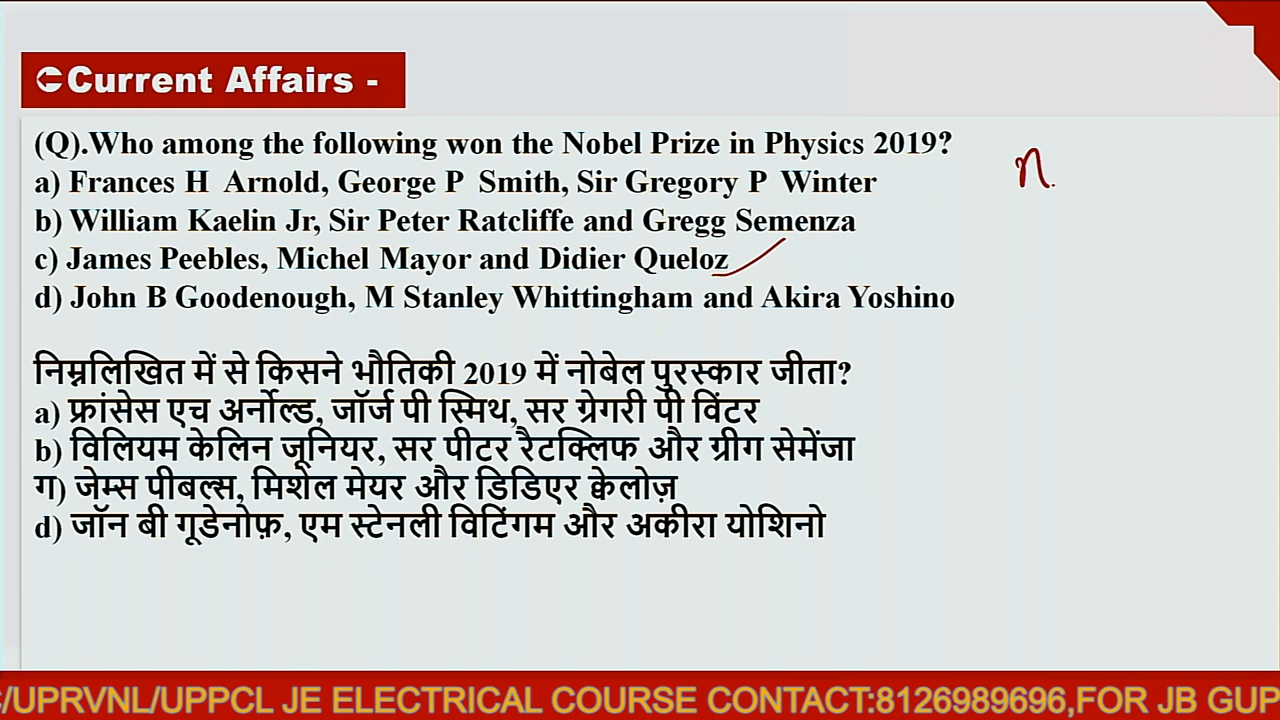 Current Affairs -
(Q).Who among the following won the Nobel Prize in Physics 2019?
n.
a) Frances H Arnold, George P Smith, Sir Gregory P Winter
b) William Kaelin Jr, Sir Peter Ratcliffe and Gregg Semenza
c) James Peebles, Michel Mayor and Didier Queloz
d) John B Goodenough, M Stanley Whittingham and Akira Yoshino
निम्नलिखित में से किसने भौतिकी 2019 में नोबेल पुरस्कार जीता?
a) फ्रांसेस एच अर्नोल्ड, जॉर्ज पी स्मिथ, सर ग्रेगरी पी विंटर
b) विलियम केलिन जूनियर, सर पीटर रैटक्लिफ और ग्रीग सेमेंजा
ग) जेम्स पीबल्स, मिशेल मेयर और डिडिएर क्वेलोज़
d) जॉन बी गूडेनोफ़, एम स्टेनली विटिंगम और अकीरा योशिनो
C/UPRVNL/UPPCL JE ELECTRICAL COURSE CONTACT:8126989696,FOR JB GUP